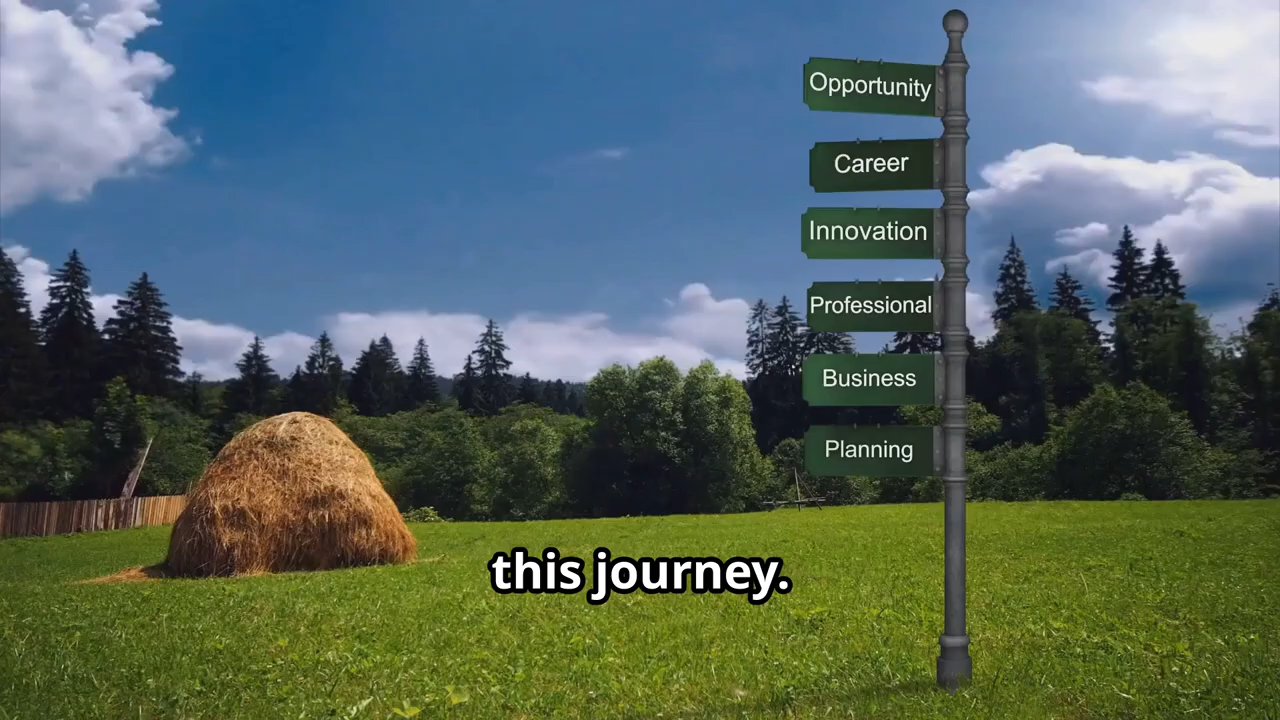 Opportunity
Career
Innovation
Professional
Business
Planning
this journey.